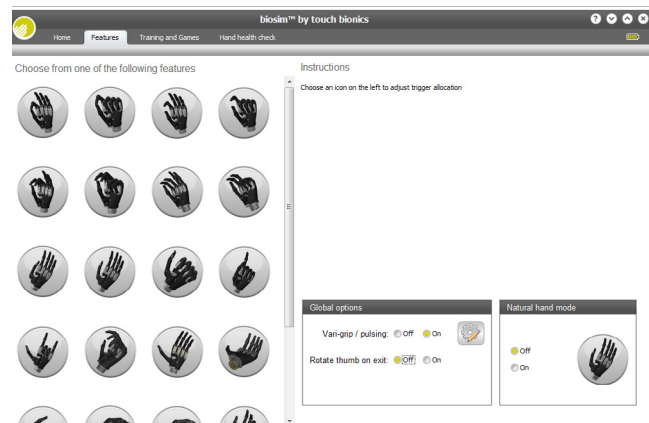 biosim™ by touch bionics
Home Features Training and Games Hand health check
Choose from one of the following features
Instructions
Choose an icon on the left to adjust trigger allocation
Global options
Vari-grip / pulsing: Off On
Rotate thumb on exit: Off On
Natural hand mode
Off
On